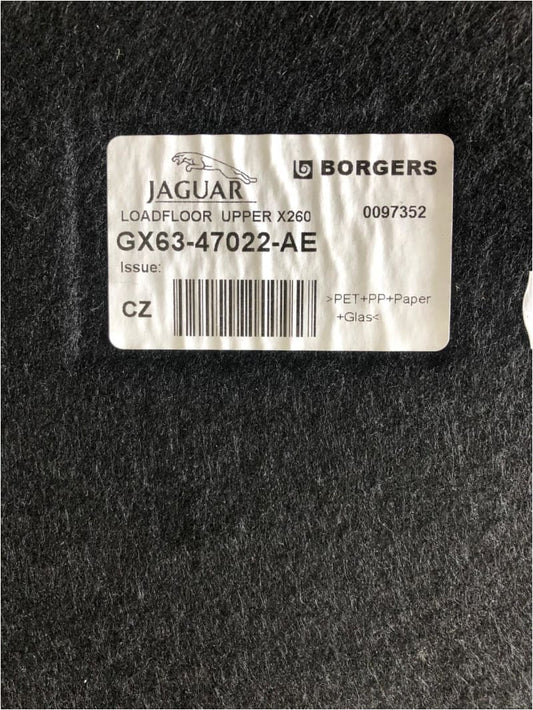 JAGUAR
BORGERS
LOADFLOOR UPPER X260
0097352
GX63-47022-AE
Issue:
CZ
>PET+PP+Paper
+Glas<